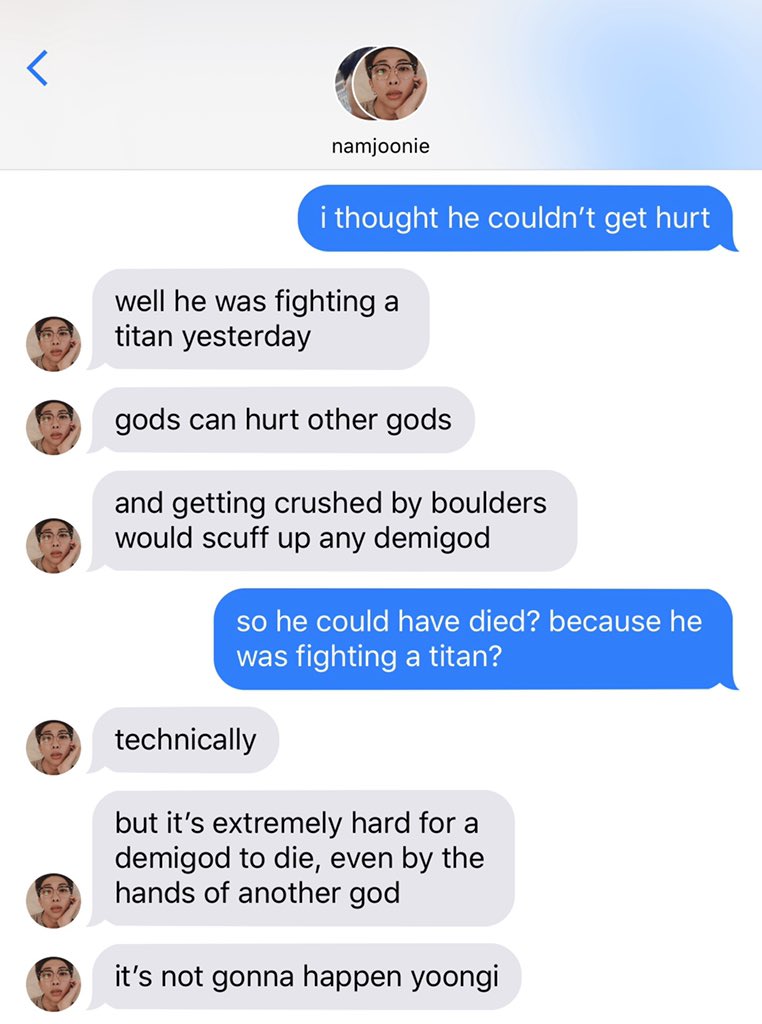 namjoonie
i thought he couldn’t get hurt
well he was fighting a
titan yesterday
gods can hurt other gods
and getting crushed by boulders
would scuff up any demigod
so he could have died? because he
was fighting a titan?
technically
but it’s extremely hard for a
demigod to die, even by the
hands of another god
it’s not gonna happen yoongi